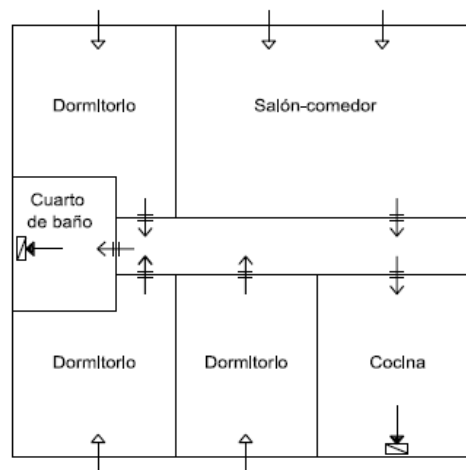 Dormitorio
Salón-comedor
Cuarto
de baño
Dormitorio
Dormitorio
Cocina